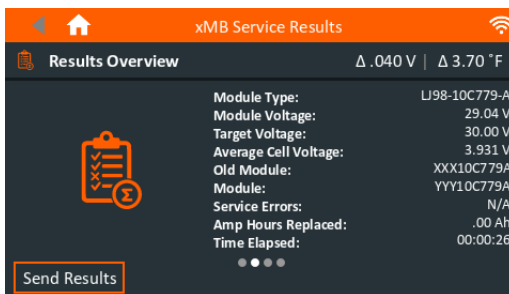 xMB Service Results
Results Overview Δ .040 V | Δ 3.70 °F
Module Type: LJ98-10C779-A
Module Voltage: 29.04 V
Target Voltage: 30.00 V
Average Cell Voltage: 3.931 V
Old Module: XXX10C779A
Module: YYY10C779A
Service Errors: N/A
Amp Hours Replaced: .00 Ah
Time Elapsed: 00:00:26
Send Results